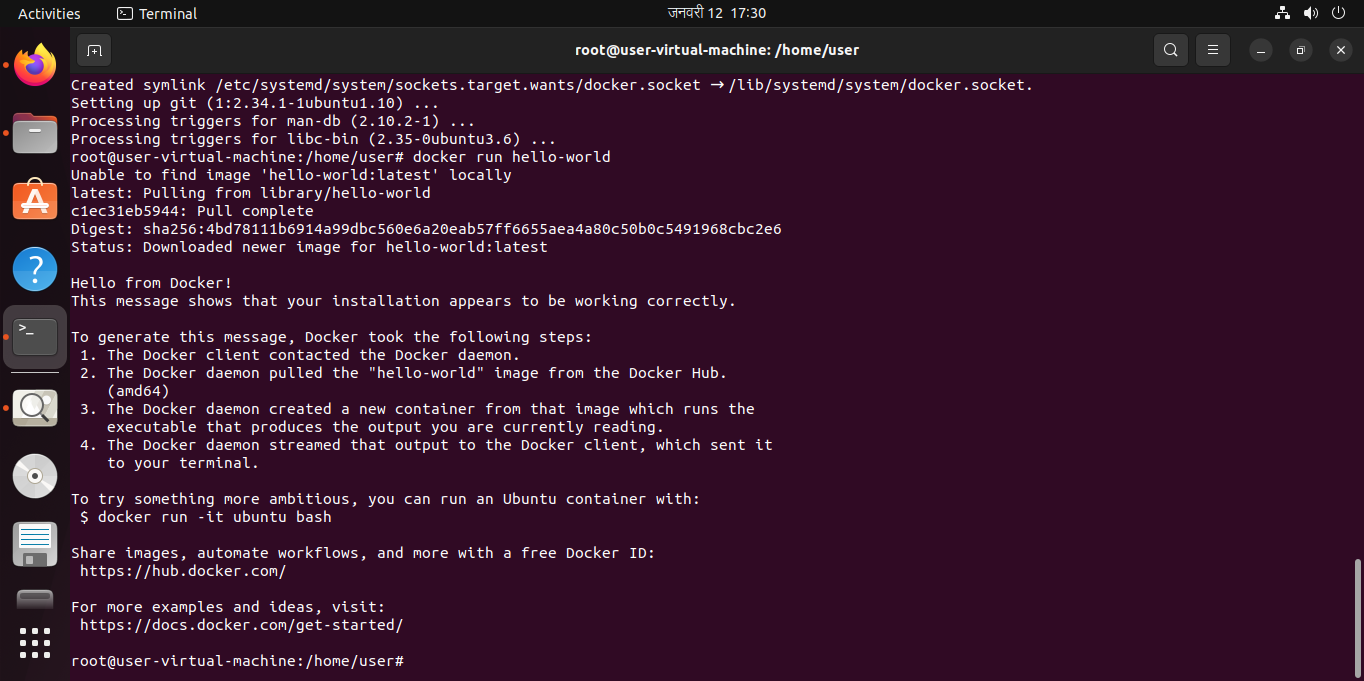 Activities Terminal जनवरी 12 17:30
root@user-virtual-machine: /home/user
Created symlink /etc/systemd/system/sockets.target.wants/docker.socket → /lib/systemd/system/docker.socket.
Setting up git (1:2.34.1-1ubuntu1.10) ...
Processing triggers for man-db (2.10.2-1) ...
Processing triggers for libc-bin (2.35-0ubuntu3.6) ...
root@user-virtual-machine:/home/user# docker run hello-world
Unable to find image 'hello-world:latest' locally
latest: Pulling from library/hello-world
c1ec31eb5944: Pull complete
Digest: sha256:4bd78111b6914a99dbc560e6a20eab57ff6655aea4a80c50b0c5491968cbc2e6
Status: Downloaded newer image for hello-world:latest
Hello from Docker!
This message shows that your installation appears to be working correctly.
To generate this message, Docker took the following steps:
1. The Docker client contacted the Docker daemon.
2. The Docker daemon pulled the "hello-world" image from the Docker Hub.
(amd64)
3. The Docker daemon created a new container from that image which runs the
executable that produces the output you are currently reading.
4. The Docker daemon streamed that output to the Docker client, which sent it
to your terminal.
To try something more ambitious, you can run an Ubuntu container with:
$ docker run -it ubuntu bash
Share images, automate workflows, and more with a free Docker ID:
https://hub.docker.com/
For more examples and ideas, visit:
https://docs.docker.com/get-started/
root@user-virtual-machine:/home/user#